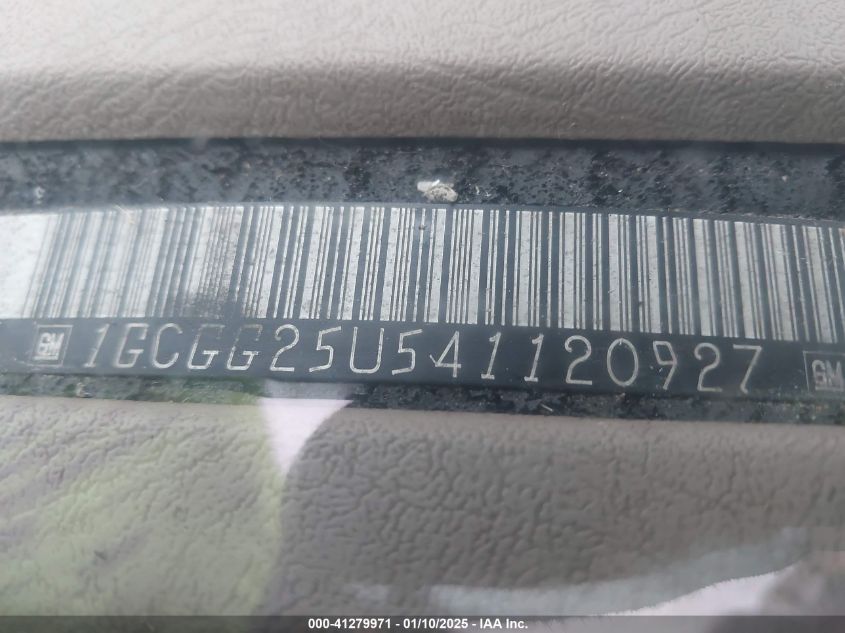 GM 1GCGG25U541120927 GM
000-41279971 / 01/10/2025 - © IAA Inc.